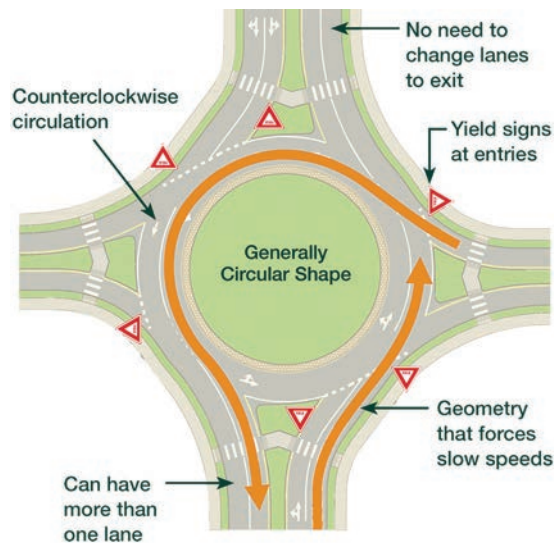 No need to
change lanes
to exit
Counterclockwise
circulation
Yield signs
at entries
Generally
Circular Shape
Geometry
that forces
slow speeds
Can have
more than
one lane